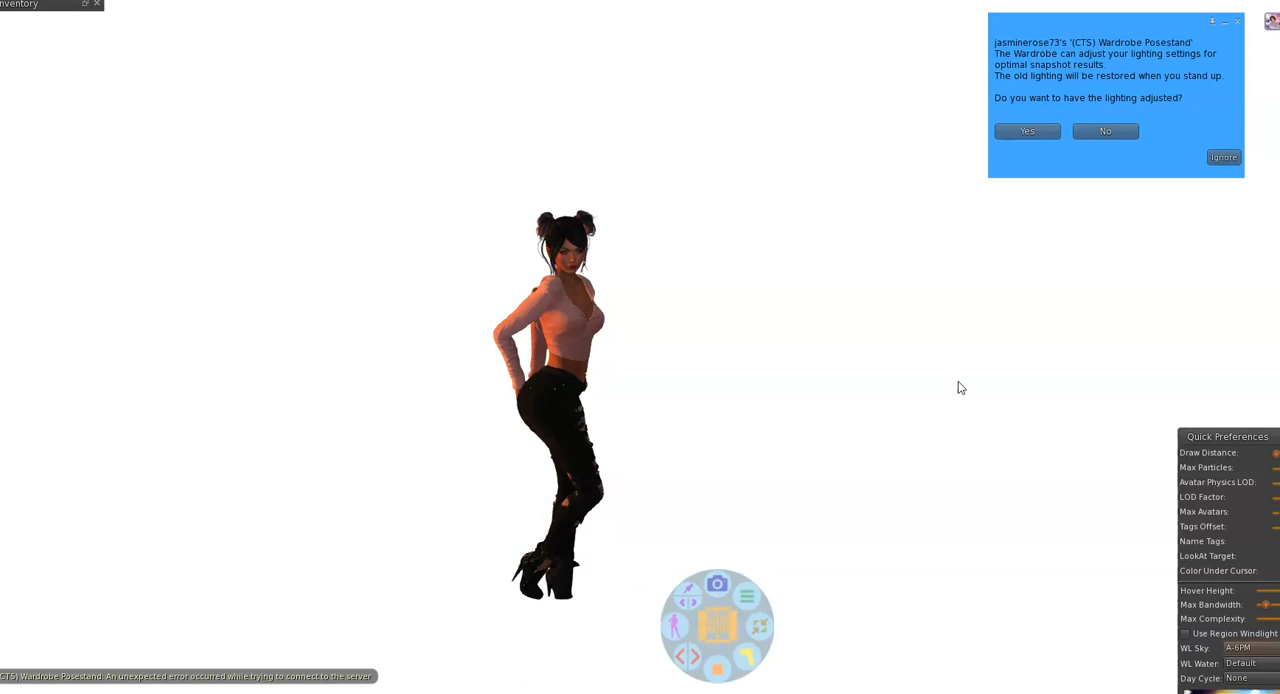 nventory
jasminerose73's '(CTS) Wardrobe Posestand'
The Wardrobe can adjust your lighting settings for
optimal snapshot results.
The old lighting will be restored when you stand up.
Do you want to have the lighting adjusted?
Yes No
Ignore
Quick Preferences
Draw Distance:
Max Particles:
Avatar Physics LOD:
LOD Factor:
Max Avatars:
Tags Offset:
Name Tags:
LookAt Target:
Color Under Cursor:
Hover Height:
Max Bandwidth:
Max Complexity:
Use Region Windlight
WL Sky: A-6PM
WL Water: Default
Day Cycle: None
CTS) Wardrobe Posestand: An unexpected error occurred while trying to connect to the server